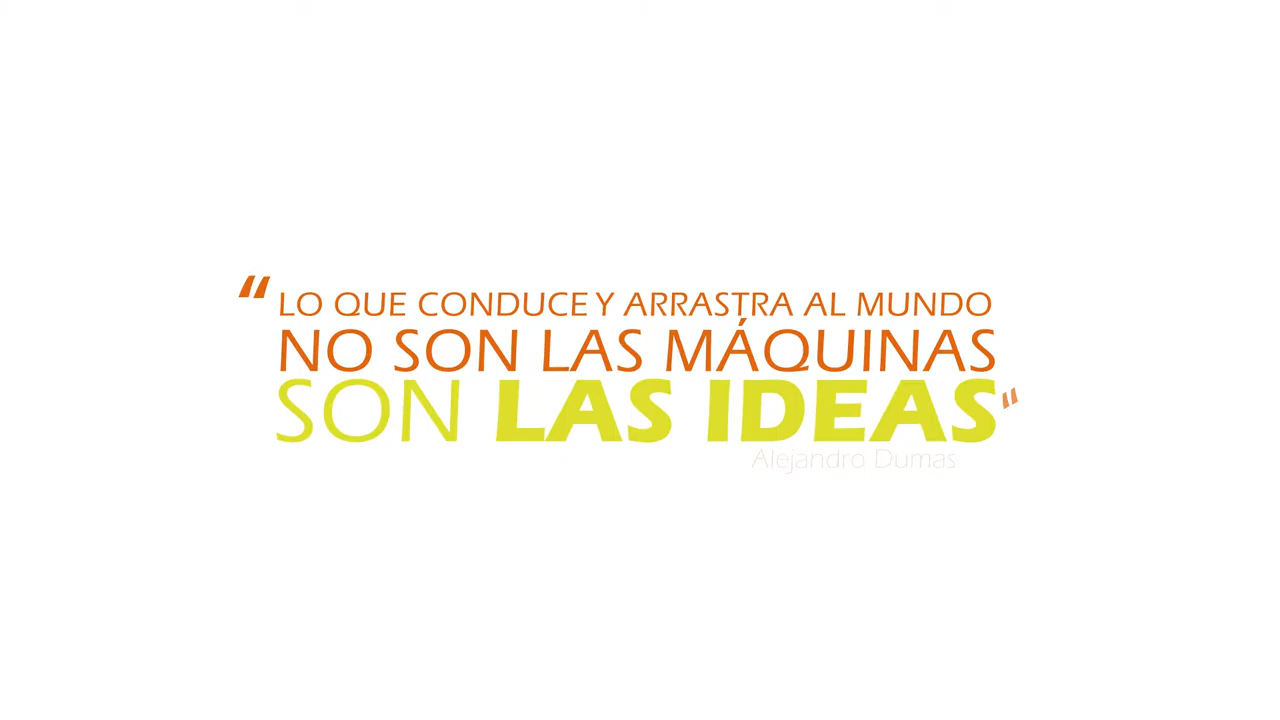 “ LO QUE CONDUCE Y ARRASTRA AL MUNDO
NO SON LAS MÁQUINAS
SON LAS IDEAS “
Alejandro Dumas